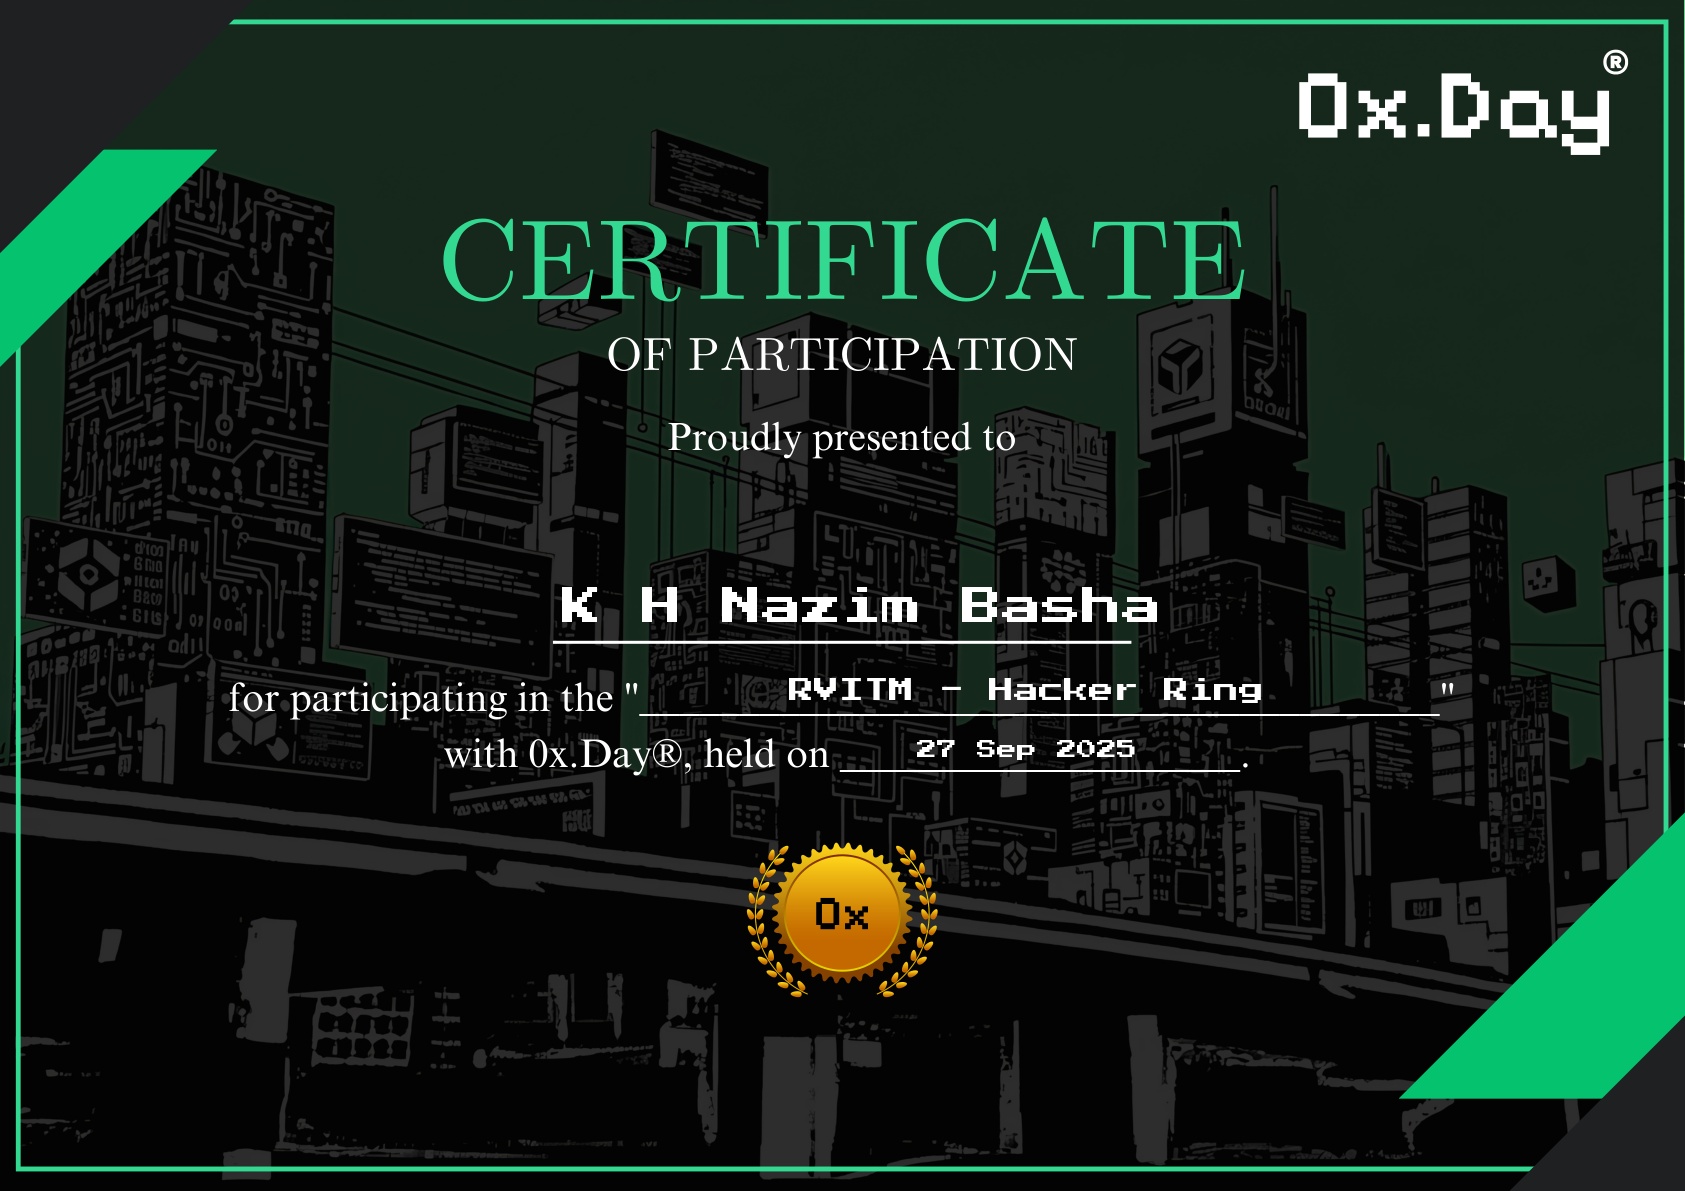 0x.Day®
CERTIFICATE
OF PARTICIPATION
Proudly presented to
K H Nazim Basha
for participating in the "RVITM - Hacker Ring"
with 0x.Day®, held on 27 Sep 2025.
0x